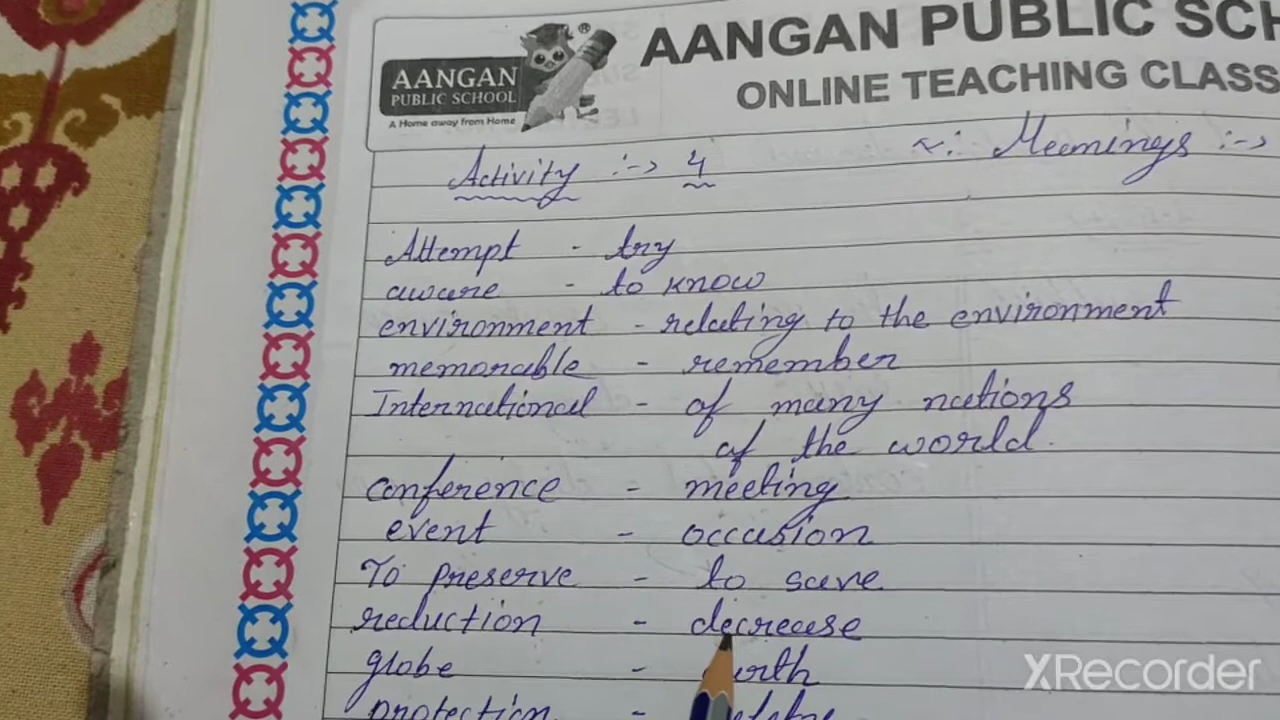 AANGAN PUBLIC SCH
AANGAN
PUBLIC SCHOOL
A Home away from Home
ONLINE TEACHING CLASS
Activity :-> 4
Meanings :->
Attempt - try
aware - to know
environment - relating to the environment
memorable - remember
International - of many nations
of the world.
conference - meeting
event - occasion
To preserve - to save
reduction - decrease
globe -
protection -
XRecorder